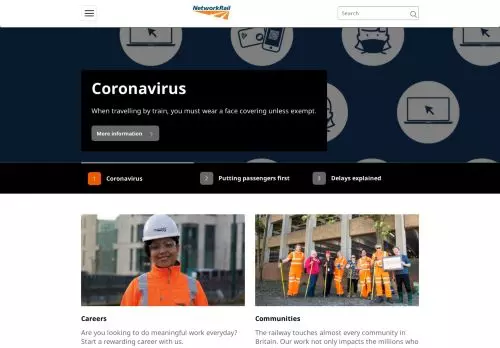 NetworkRail
Search
Coronavirus
When travelling by train, you must wear a face covering unless exempt.
More information
1 Coronavirus
2 Putting passengers first
3 Delays explained
Careers
Are you looking to do meaningful work everyday?
Start a rewarding career with us.
Communities
The railway touches almost every community in
Britain. Our work not only impacts the millions who